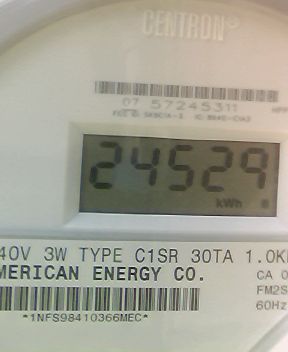 CENTRON®
07 57245311
24529
kWh
40V 3W TYPE C1SR 30TA 1.0K
MERICAN ENERGY CO.
CA 0
FM2S
60Hz
*1NFS98410366MEC*